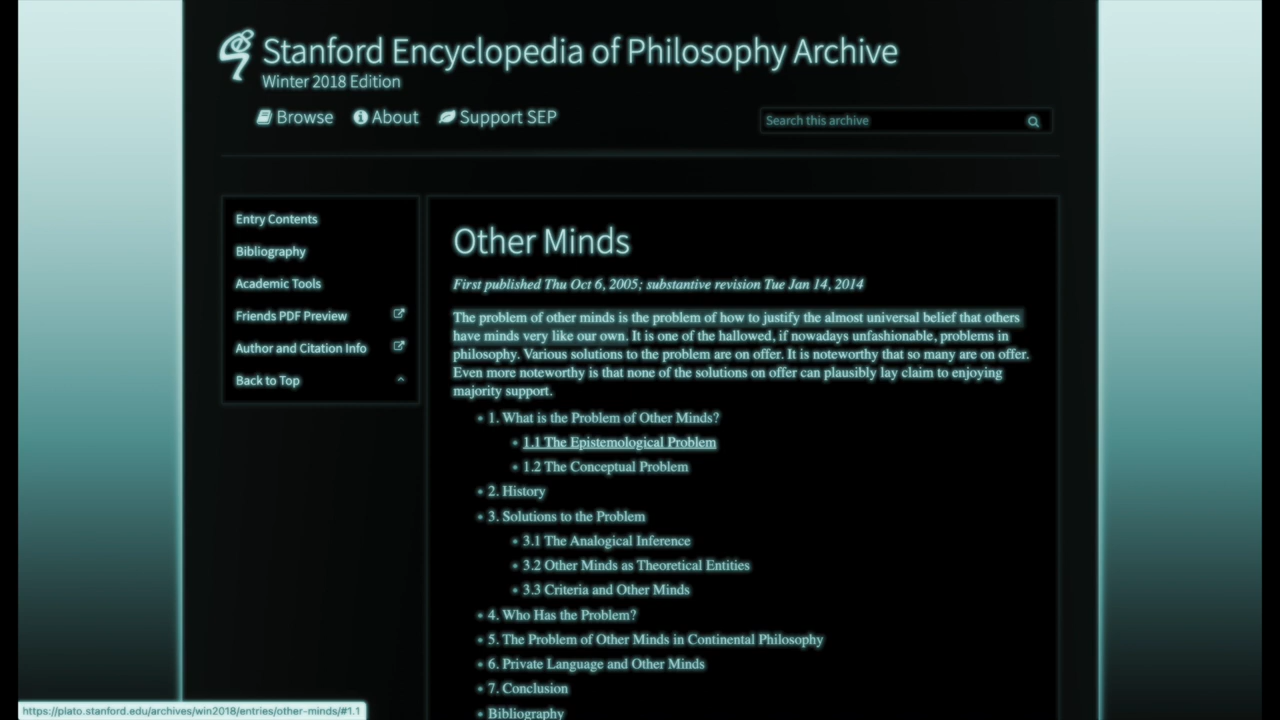 Stanford Encyclopedia of Philosophy Archive
Winter 2018 Edition
Browse About Support SEP
Search this archive
Entry Contents
Bibliography
Academic Tools
Friends PDF Preview
Author and Citation Info
Back to Top
Other Minds
First published Thu Oct 6, 2005; substantive revision Tue Jan 14, 2014
The problem of other minds is the problem of how to justify the almost universal belief that others
have minds very like our own. It is one of the hallowed, if nowadays unfashionable, problems in
philosophy. Various solutions to the problem are on offer. It is noteworthy that so many are on offer.
Even more noteworthy is that none of the solutions on offer can plausibly lay claim to enjoying
majority support.
• 1. What is the Problem of Other Minds?
• 1.1 The Epistemological Problem
• 1.2 The Conceptual Problem
• 2. History
• 3. Solutions to the Problem
• 3.1 The Analogical Inference
• 3.2 Other Minds as Theoretical Entities
• 3.3 Criteria and Other Minds
• 4. Who Has the Problem?
• 5. The Problem of Other Minds in Continental Philosophy
• 6. Private Language and Other Minds
• 7. Conclusion
• Bibliography
https://plato.stanford.edu/archives/win2018/entries/other-minds/#1.1